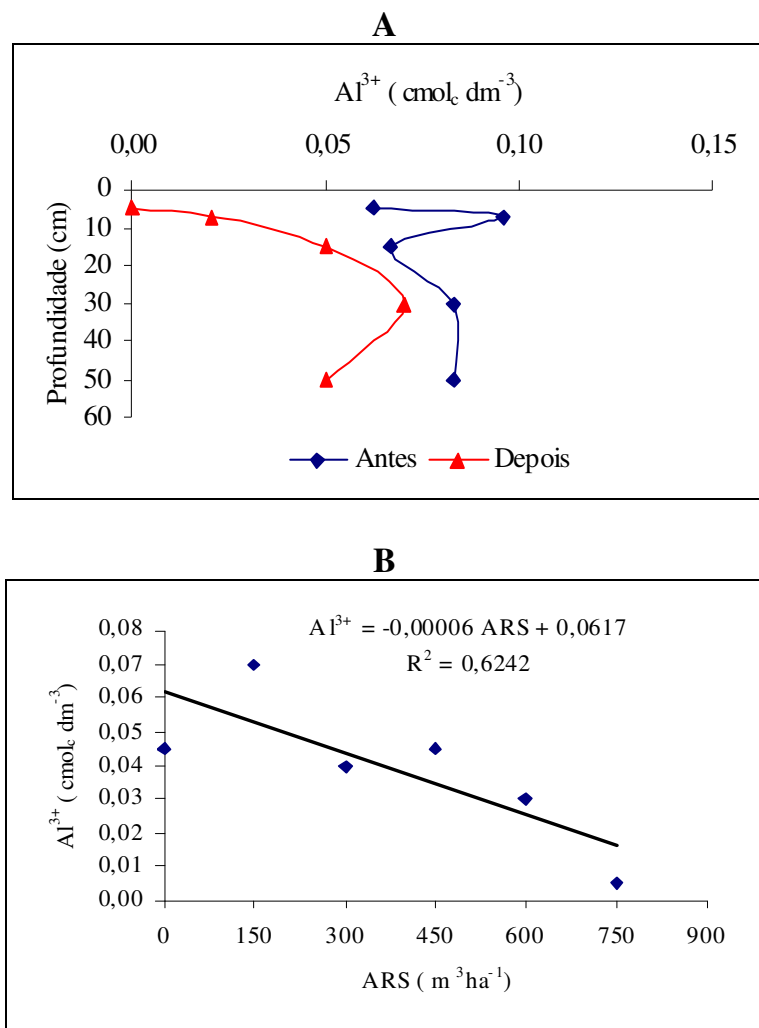 A
Al³⁺ ( cmol꜀ dm⁻³)
0,00 0,05 0,10 0,15
Profundidade (cm)
0
10
20
30
40
50
60
Antes Depois
B
Al³⁺ = -0,00006 ARS + 0,0617
R² = 0,6242
Al³⁺ ( cmol꜀ dm⁻³)
0,08
0,07
0,06
0,05
0,04
0,03
0,02
0,01
0,00
0 150 300 450 600 750 900
ARS ( m³ha⁻¹)